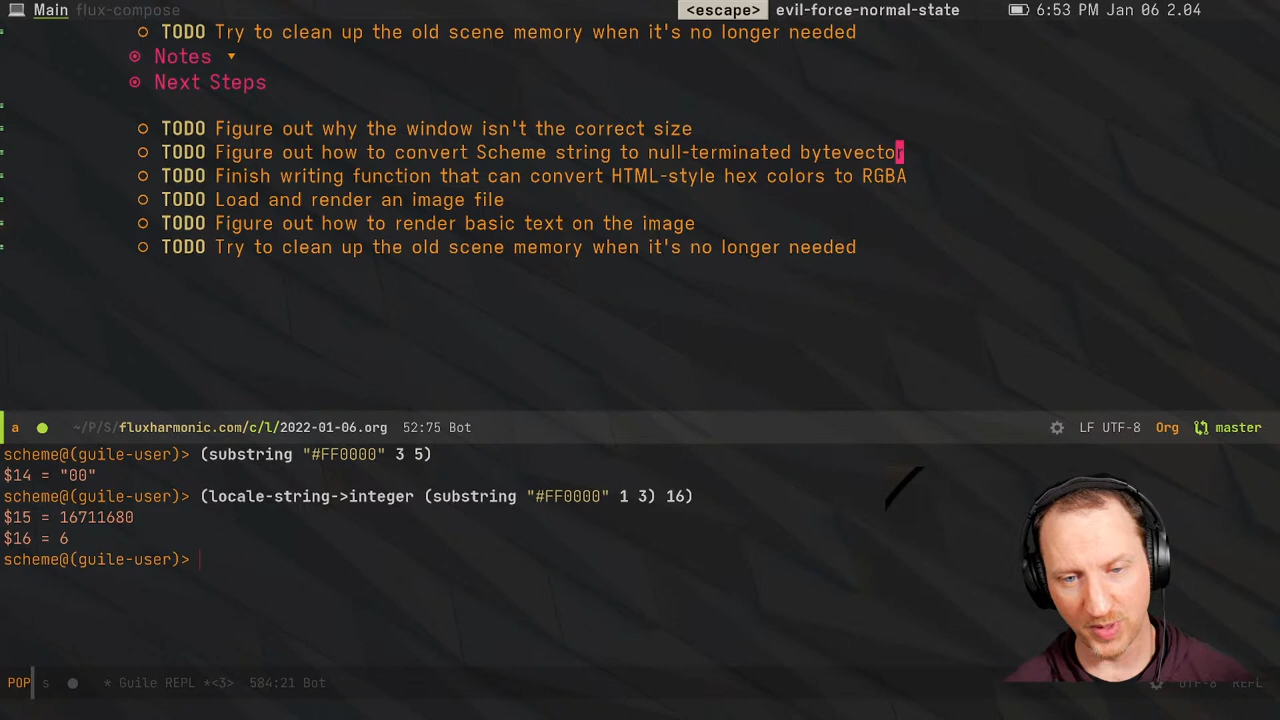 Main flux-compose <escape> evil-force-normal-state 6:53 PM Jan 06 2.04
TODO Try to clean up the old scene memory when it's no longer needed
Notes ▾
Next Steps
TODO Figure out why the window isn't the correct size
TODO Figure out how to convert Scheme string to null-terminated bytevector
TODO Finish writing function that can convert HTML-style hex colors to RGBA
TODO Load and render an image file
TODO Figure out how to render basic text on the image
TODO Try to clean up the old scene memory when it's no longer needed
a ~/P/S/fluxharmonic.com/c/l/2022-01-06.org 52:75 Bot LF UTF-8 Org master
scheme@(guile-user)> (substring "#FF0000" 3 5)
$14 = "00"
scheme@(guile-user)> (locale-string->integer (substring "#FF0000" 1 3) 16)
$15 = 16711680
$16 = 6
scheme@(guile-user)>
POP s * Guile REPL *<3> 584:21 Bot UTF-8 REPL